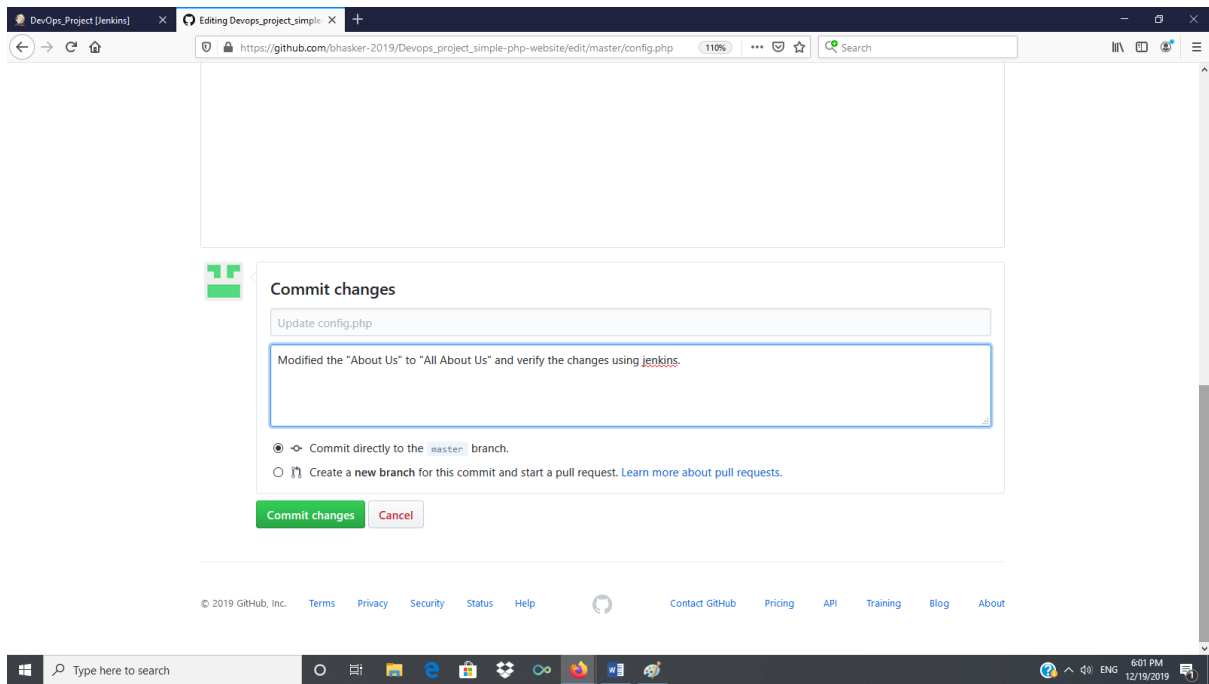 DevOps_Project [Jenkins]
Editing Devops_project_simple-
https://github.com/bhasker-2019/Devops_project_simple-php-website/edit/master/config.php
110%
Search
Commit changes
Update config.php
Modified the "About Us" to "All About Us" and verify the changes using jenkins.
Commit directly to the master branch.
Create a new branch for this commit and start a pull request. Learn more about pull requests.
Commit changes
Cancel
© 2019 GitHub, Inc. Terms Privacy Security Status Help Contact GitHub Pricing API Training Blog About
Type here to search
ENG
6:01 PM
12/19/2019